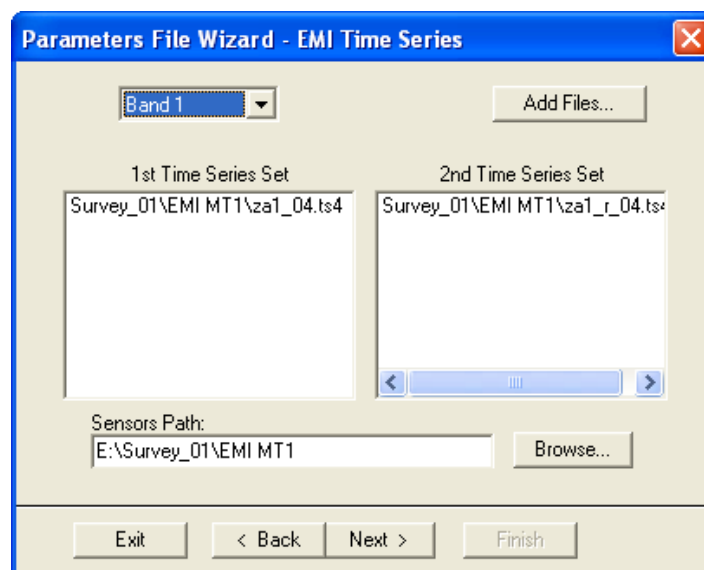 Parameters File Wizard - EMI Time Series
Band 1
Add Files...
1st Time Series Set
2nd Time Series Set
Survey_01\EMI MT1\za1_04.ts4
Survey_01\EMI MT1\za1_r_04.ts4
Sensors Path:
E:\Survey_01\EMI MT1
Browse...
Exit
< Back
Next >
Finish